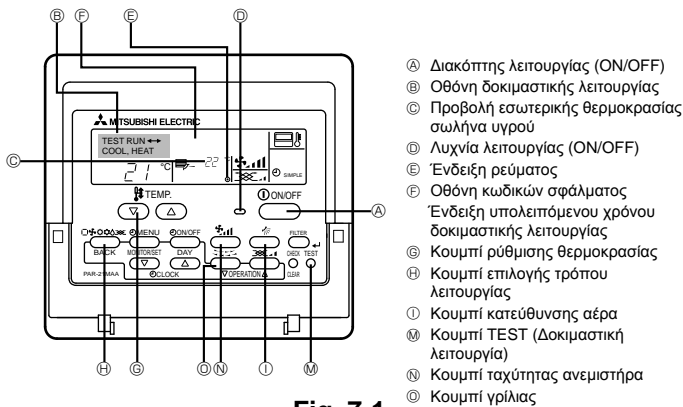 Ⓑ Ⓕ Ⓔ Ⓓ
Ⓒ
Ⓐ
MITSUBISHI ELECTRIC
TEST RUN
COOL, HEAT
21 °C
22 °C
SIMPLE
TEMP.
ON/OFF
MENU
ON/OFF
FILTER
BACK
MONITOR/SET
DAY
CHECK TEST
PAR-21MAA
CLOCK
OPERATION
CLEAR
Ⓗ Ⓖ Ⓞ Ⓝ Ⓘ Ⓜ
Ⓐ Διακόπτης λειτουργίας (ON/OFF)
Ⓑ Οθόνη δοκιμαστικής λειτουργίας
Ⓒ Προβολή εσωτερικής θερμοκρασίας
σωλήνα υγρού
Ⓓ Λυχνία λειτουργίας (ON/OFF)
Ⓔ Ένδειξη ρεύματος
Ⓕ Οθόνη κωδικών σφάλματος
Ένδειξη υπολειπόμενου χρόνου
δοκιμαστικής λειτουργίας
Ⓖ Κουμπί ρύθμισης θερμοκρασίας
Ⓗ Κουμπί επιλογής τρόπου
λειτουργίας
Ⓘ Κουμπί κατεύθυνσης αέρα
Ⓜ Κουμπί TEST (Δοκιμαστική
λειτουργία)
Ⓝ Κουμπί ταχύτητας ανεμιστήρα
Ⓞ Κουμπί γρίλιας
Fig. 7-1